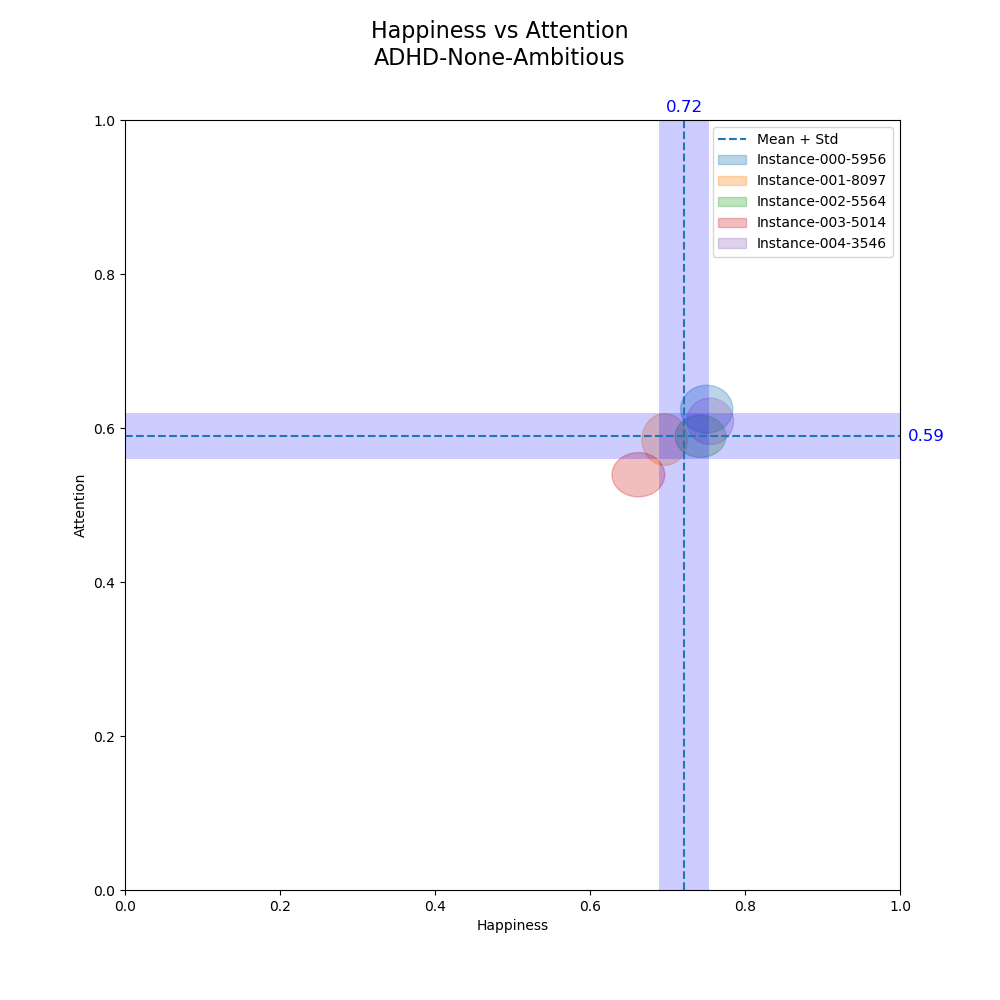 Happiness vs Attention
ADHD-None-Ambitious
0.72
1.0
Mean + Std
Instance-000-5956
Instance-001-8097
Instance-002-5564
Instance-003-5014
Instance-004-3546
0.8
0.6
0.59
Attention
0.4
0.2
0.0
0.0 0.2 0.4 0.6 0.8 1.0
Happiness